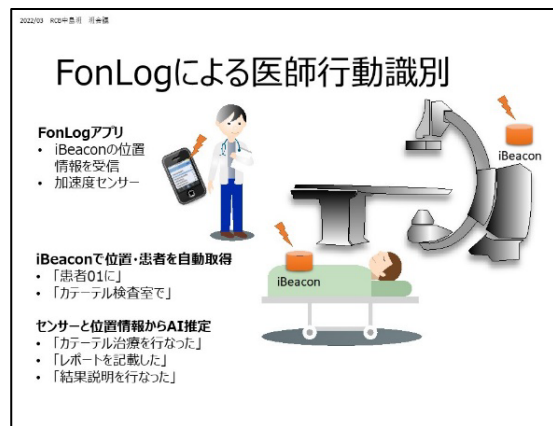 2022/03
FonLogによる医師行動識別
FonLogアプリ
• iBeaconの位置
情報を受信
• 加速度センサー
iBeacon
iBeaconで位置・患者を自動取得
• 「患者01に」
• 「カテーテル検査室で」
iBeacon
センサーと位置情報からAI推定
• 「カテーテル治療を行なった」
• 「レポートを記載した」
• 「結果説明を行なった」